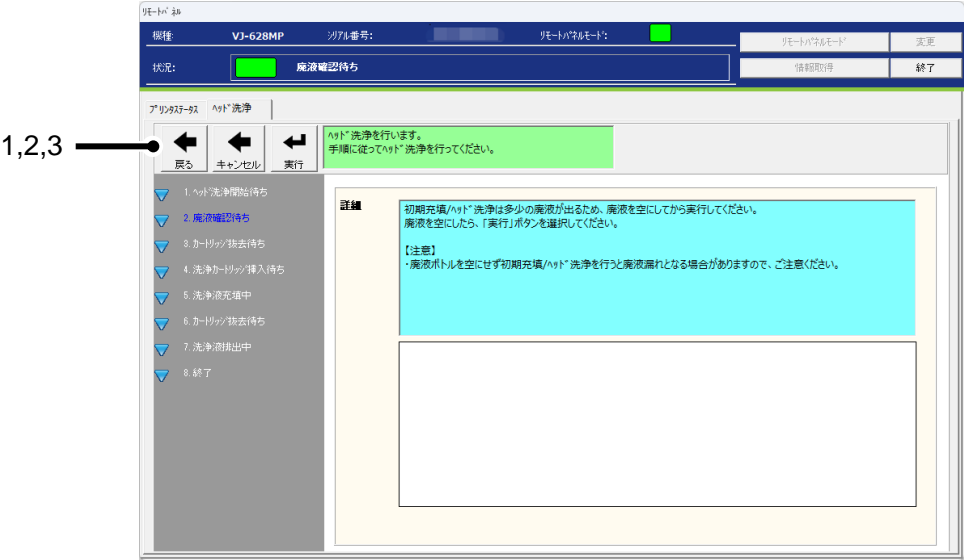 ﾘﾓｰﾄﾊﾟﾈﾙ
機種: VJ-628MP ｼﾘｱﾙ番号: ﾘﾓｰﾄﾊﾟﾈﾙﾓｰﾄﾞ:
ﾘﾓｰﾄﾊﾟﾈﾙﾓｰﾄﾞ 変更
状況: 廃液確認待ち
情報取得 終了
ﾌﾟﾘﾝﾀｽﾃｰﾀｽ ﾍｯﾄﾞ洗浄
1,2,3
戻る キャンセル 実行
ﾍｯﾄﾞ洗浄を行います。
手順に従ってﾍｯﾄﾞ洗浄を行ってください。
1. ﾍｯﾄﾞ洗浄開始待ち
2. 廃液確認待ち
3. ｶｰﾄﾘｯｼﾞ抜去待ち
4. 洗浄ｶｰﾄﾘｯｼﾞ挿入待ち
5. 洗浄液充填中
6. ｶｰﾄﾘｯｼﾞ抜去待ち
7. 洗浄液排出中
8. 終了
詳細
初期充填/ﾍｯﾄﾞ洗浄は多少の廃液が出るため、廃液を空にしてから実行してください。
廃液を空にしたら、「実行」ボタンを選択してください。
【注意】
・廃液ボトルを空にせず初期充填/ﾍｯﾄﾞ洗浄を行うと廃液漏れとなる場合がありますので、ご注意ください。